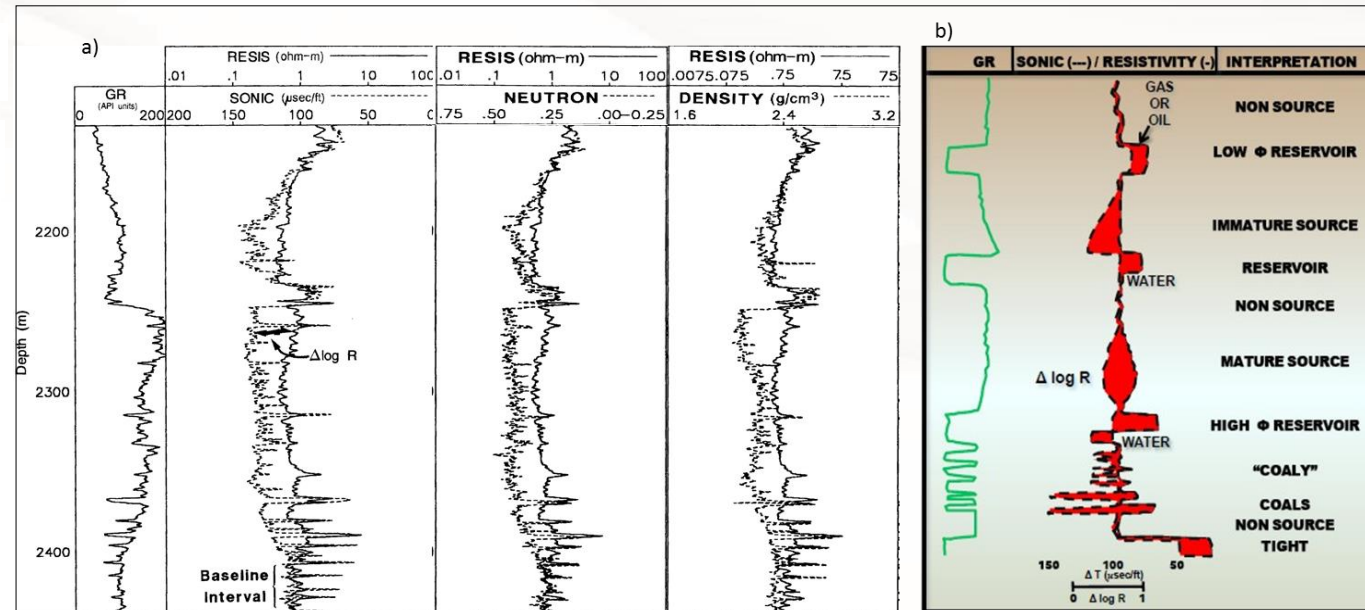 a)
RESIS (ohm-m)
.01 .1 1 10 100
SONIC (µsec/ft)
200 150 100 50 0
RESIS (ohm-m)
.01 .1 1 10 100
NEUTRON
.75 .50 .25 .00 -0.25
RESIS (ohm-m)
.0075 .075 .75 75 75
DENSITY (g/cm³)
1.6 2.4 3.2
GR
(API units)
0 200
Depth (m)
2200
2300
2400
Δlog R
Baseline
Interval
b)
GR SONIC (---) / RESISTIVITY (-) INTERPRETATION
GAS
OR
OIL
NON SOURCE
LOW Φ RESERVOIR
IMMATURE SOURCE
RESERVOIR
WATER
NON SOURCE
MATURE SOURCE
Δ log R
HIGH Φ RESERVOIR
WATER
"COALY"
COALS
NON SOURCE
TIGHT
150 100 50
Δ T (µsec/ft)
0 1
Δ log R